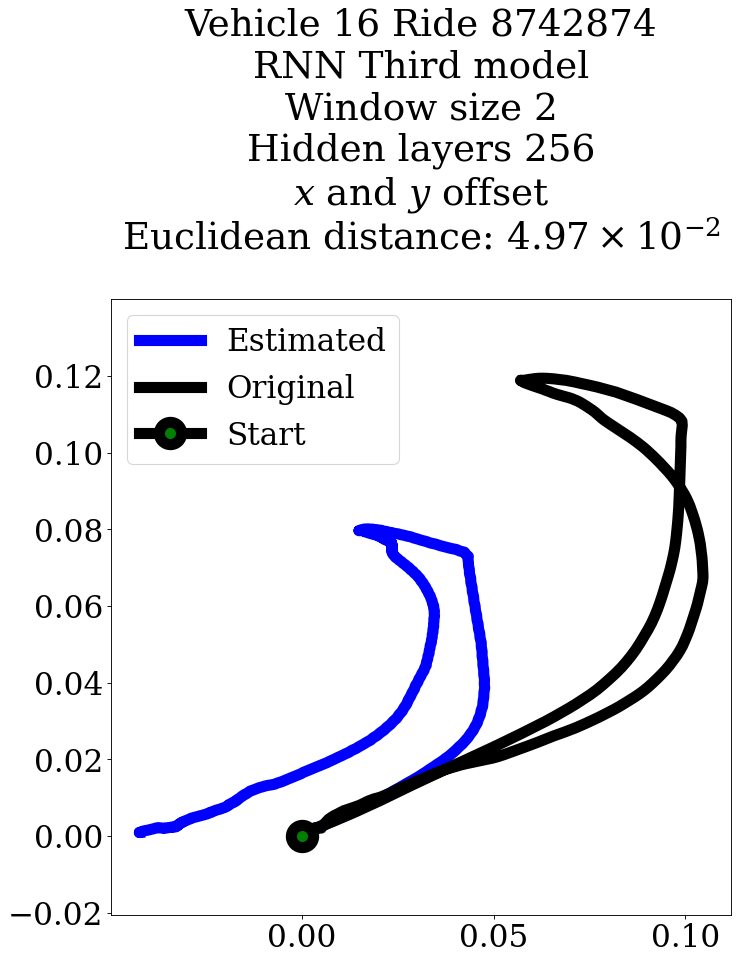 Vehicle 16 Ride 8742874
RNN Third model
Window size 2
Hidden layers 256
x and y offset
Euclidean distance: 4.97 × 10⁻²
Estimated
Original
Start
0.12
0.10
0.08
0.06
0.04
0.02
0.00
−0.02
0.00 0.05 0.10